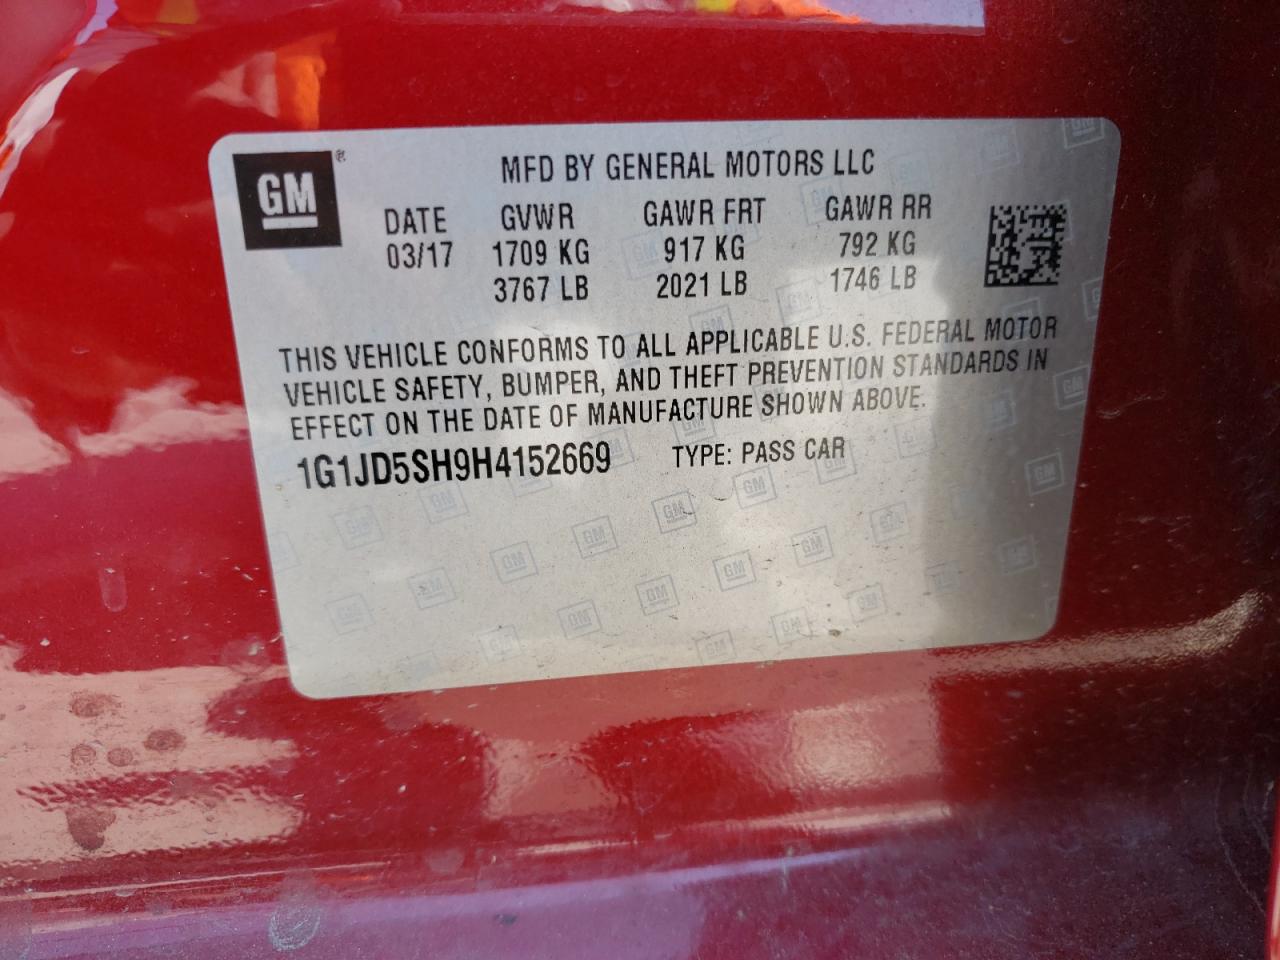 GM®
MFD BY GENERAL MOTORS LLC
DATE GVWR GAWR FRT GAWR RR
03/17 1709 KG 917 KG 792 KG
3767 LB 2021 LB 1746 LB
THIS VEHICLE CONFORMS TO ALL APPLICABLE U.S. FEDERAL MOTOR
VEHICLE SAFETY, BUMPER, AND THEFT PREVENTION STANDARDS IN
EFFECT ON THE DATE OF MANUFACTURE SHOWN ABOVE.
1G1JD5SH9H4152669 TYPE: PASS CAR